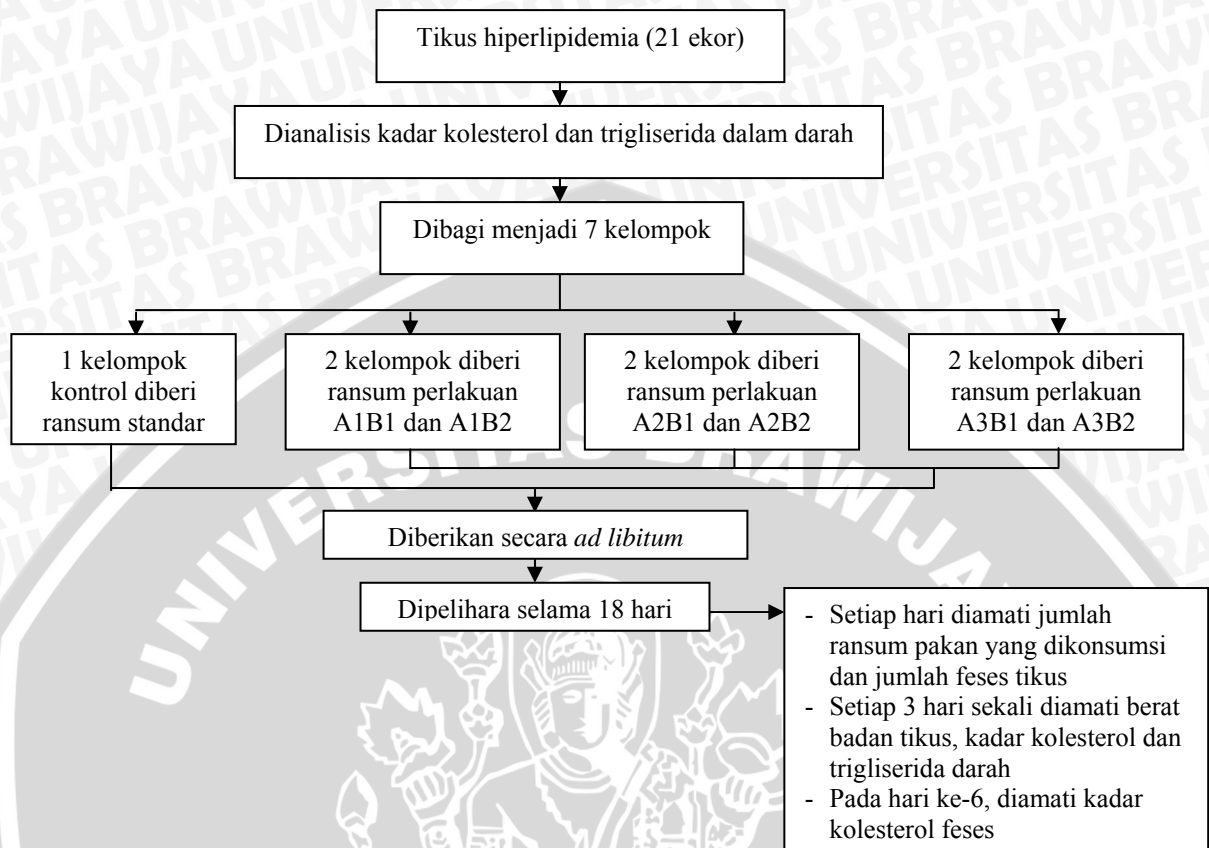 Tikus hiperlipidemia (21 ekor)
Dianalisis kadar kolesterol dan trigliserida dalam darah
Dibagi menjadi 7 kelompok
1 kelompok
kontrol diberi
ransum standar
2 kelompok diberi
ransum perlakuan
A1B1 dan A1B2
2 kelompok diberi
ransum perlakuan
A2B1 dan A2B2
2 kelompok diberi
ransum perlakuan
A3B1 dan A3B2
Diberikan secara ad libitum
Dipelihara selama 18 hari
- Setiap hari diamati jumlah
ransum pakan yang dikonsumsi
dan jumlah feses tikus
- Setiap 3 hari sekali diamati berat
badan tikus, kadar kolesterol dan
trigliserida darah
- Pada hari ke-6, diamati kadar
kolesterol feses
UNIVERSITAS BRAWIJAYA